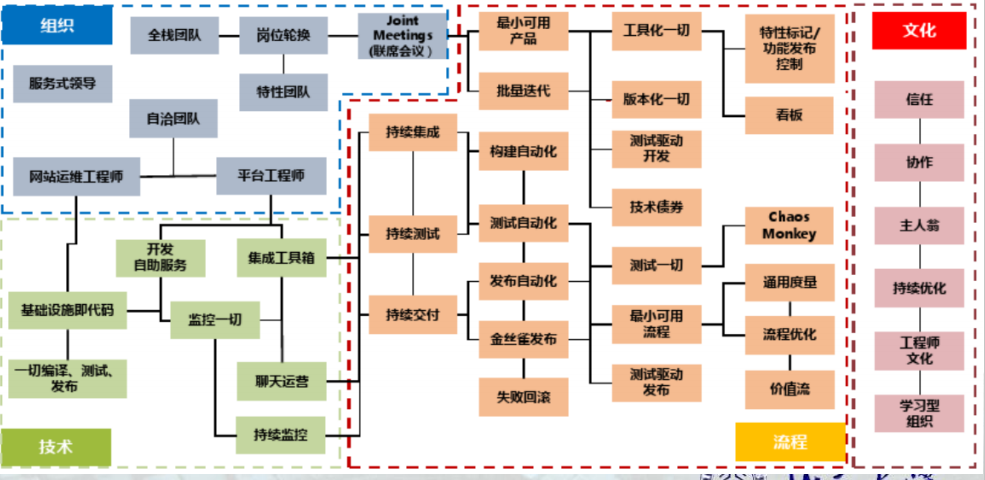 组织
全栈团队
岗位轮换
Joint
Meetings
(联席会议)
服务式领导
特性团队
自洽团队
网站运维工程师
平台工程师
技术
开发
自助服务
集成工具箱
基础设施即代码
监控一切
一切编译、测试、
发布
聊天运营
持续监控
流程
最小可用
产品
工具化一切
特性标记/
功能发布
控制
批量迭代
版本化一切
看板
持续集成
构建自动化
测试驱动
开发
技术债券
持续测试
测试自动化
Chaos
Monkey
测试一切
发布自动化
通用度量
持续交付
金丝雀发布
最小可用
流程
流程优化
失败回滚
测试驱动
发布
价值流
文化
信任
协作
主人翁
持续优化
工程师
文化
学习型
组织